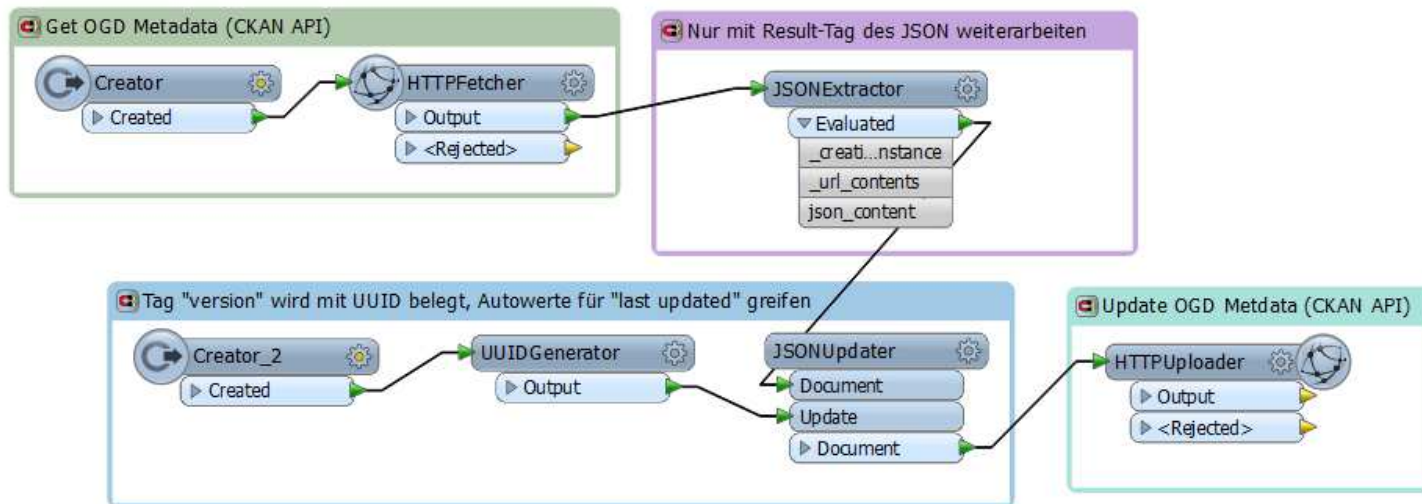 Get OGD Metadata (CKAN API)
Creator
Created
HTTPFetcher
Output
<Rejected>
Nur mit Result-Tag des JSON weiterarbeiten
JSONExtractor
Evaluated
_creati...nstance
_url_contents
json_content
Tag "version" wird mit UUID belegt, Autowerte für "last updated" greifen
Creator_2
Created
UUIDGenerator
Output
JSONUpdater
Document
Update
Document
Update OGD Metdata (CKAN API)
HTTPUploader
Output
<Rejected>